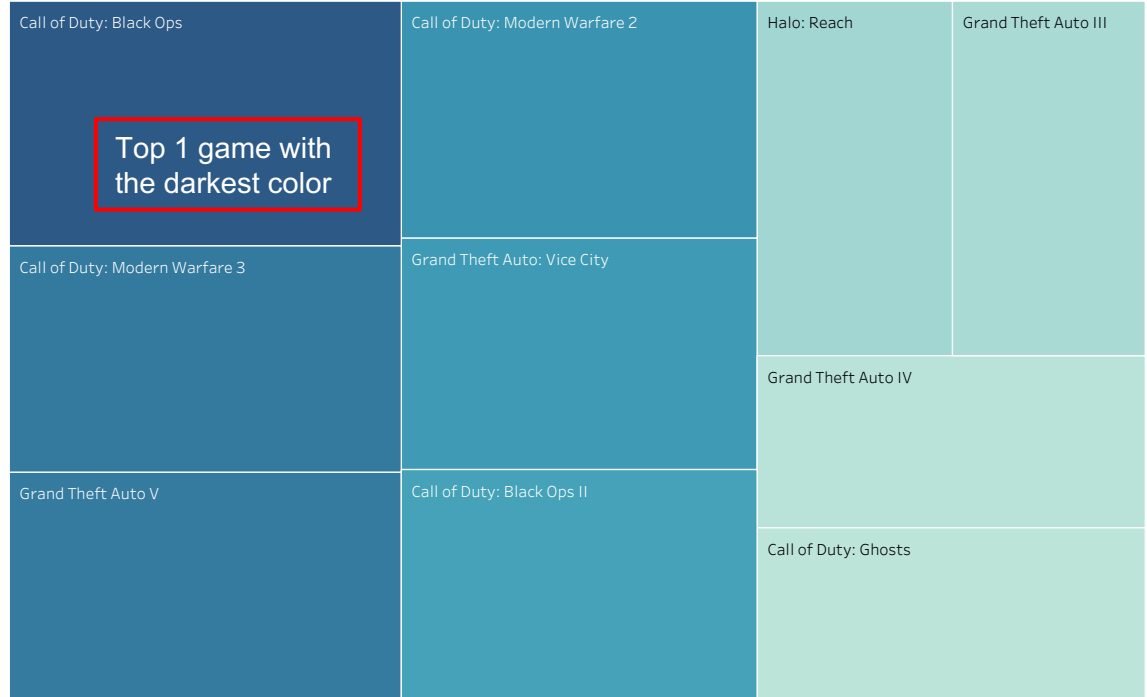 Call of Duty: Black Ops
Top 1 game with
the darkest color
Call of Duty: Modern Warfare 3
Grand Theft Auto V
Call of Duty: Modern Warfare 2
Grand Theft Auto: Vice City
Call of Duty: Black Ops II
Halo: Reach
Grand Theft Auto III
Grand Theft Auto IV
Call of Duty: Ghosts